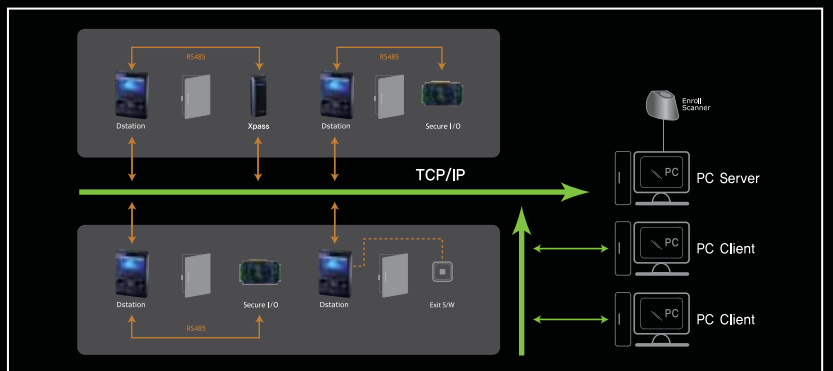 RS485
RS485
Dstation
Xpass
Dstation
Secure I/O
Enroll
Scanner
TCP/IP
PC
PC Server
PC
PC Client
Dstation
Secure I/O
Dstation
Exit S/W
RS485
PC
PC Client